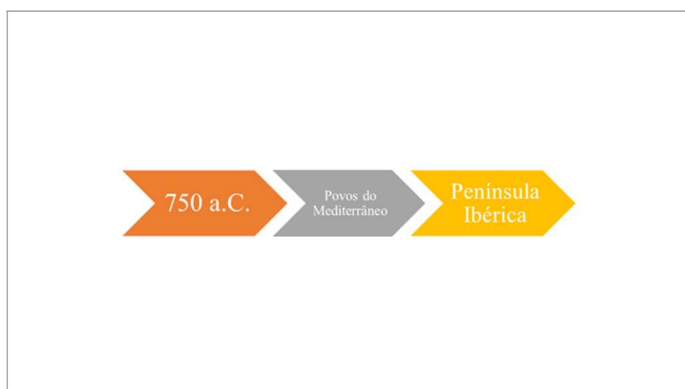 750 a.C.
Povos do
Mediterrâneo
Península
Ibérica